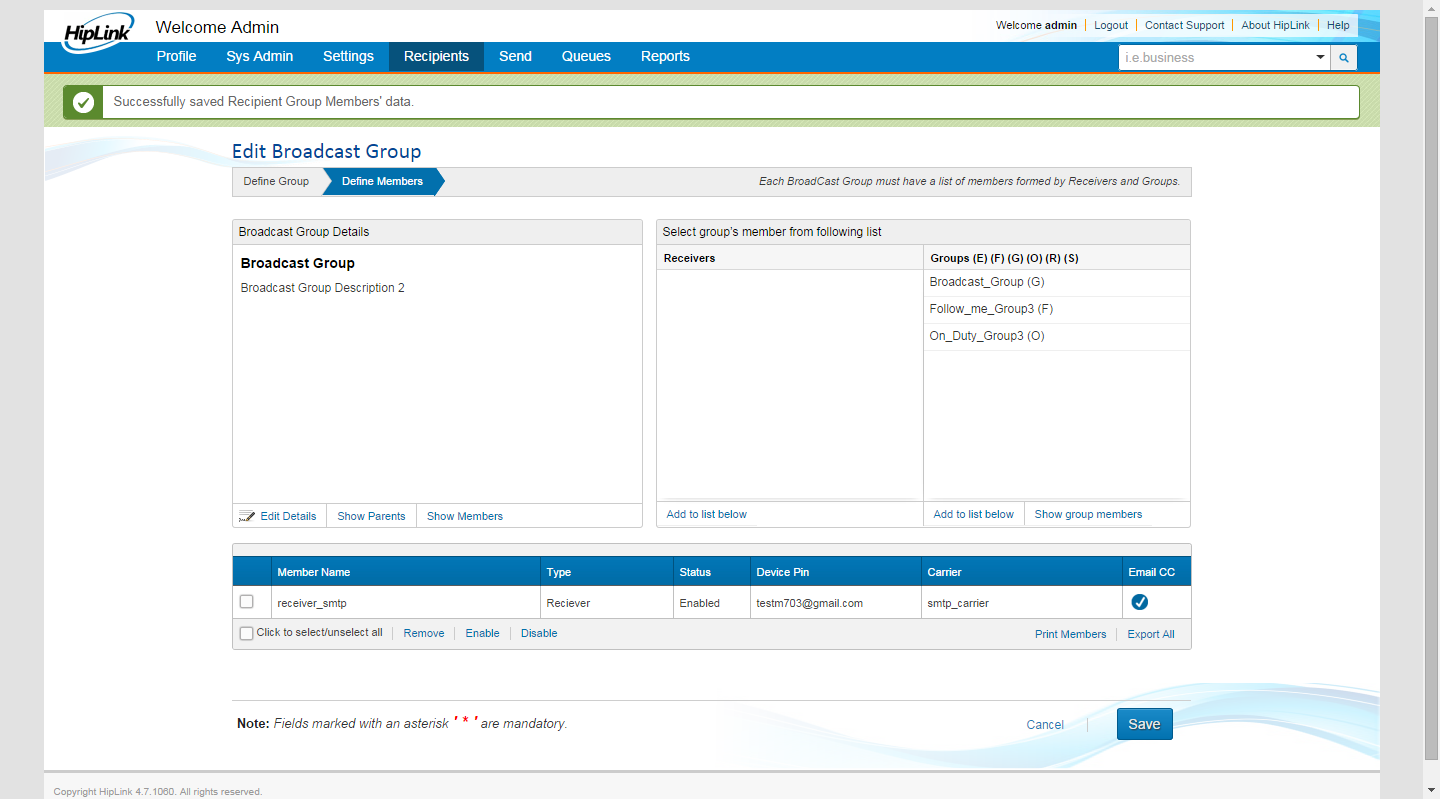 HipLink
Welcome Admin
Welcome admin Logout Contact Support About HipLink Help
Profile Sys Admin Settings Recipients Send Queues Reports
i.e.business
Successfully saved Recipient Group Members' data.
Edit Broadcast Group
Define Group Define Members Each BroadCast Group must have a list of members formed by Receivers and Groups.
Broadcast Group Details
Broadcast Group
Broadcast Group Description 2
Edit Details Show Parents Show Members
Select group's member from following list
Receivers Groups (E) (F) (G) (O) (R) (S)
Broadcast_Group (G)
Follow_me_Group3 (F)
On_Duty_Group3 (O)
Add to list below Add to list below Show group members
Member Name Type Status Device Pin Carrier Email CC
receiver_smtp Reciever Enabled testm703@gmail.com smtp_carrier
Click to select/unselect all Remove Enable Disable Print Members Export All
Note: Fields marked with an asterisk ' * ' are mandatory.
Cancel Save
Copyright HipLink 4.7.1060. All rights reserved.